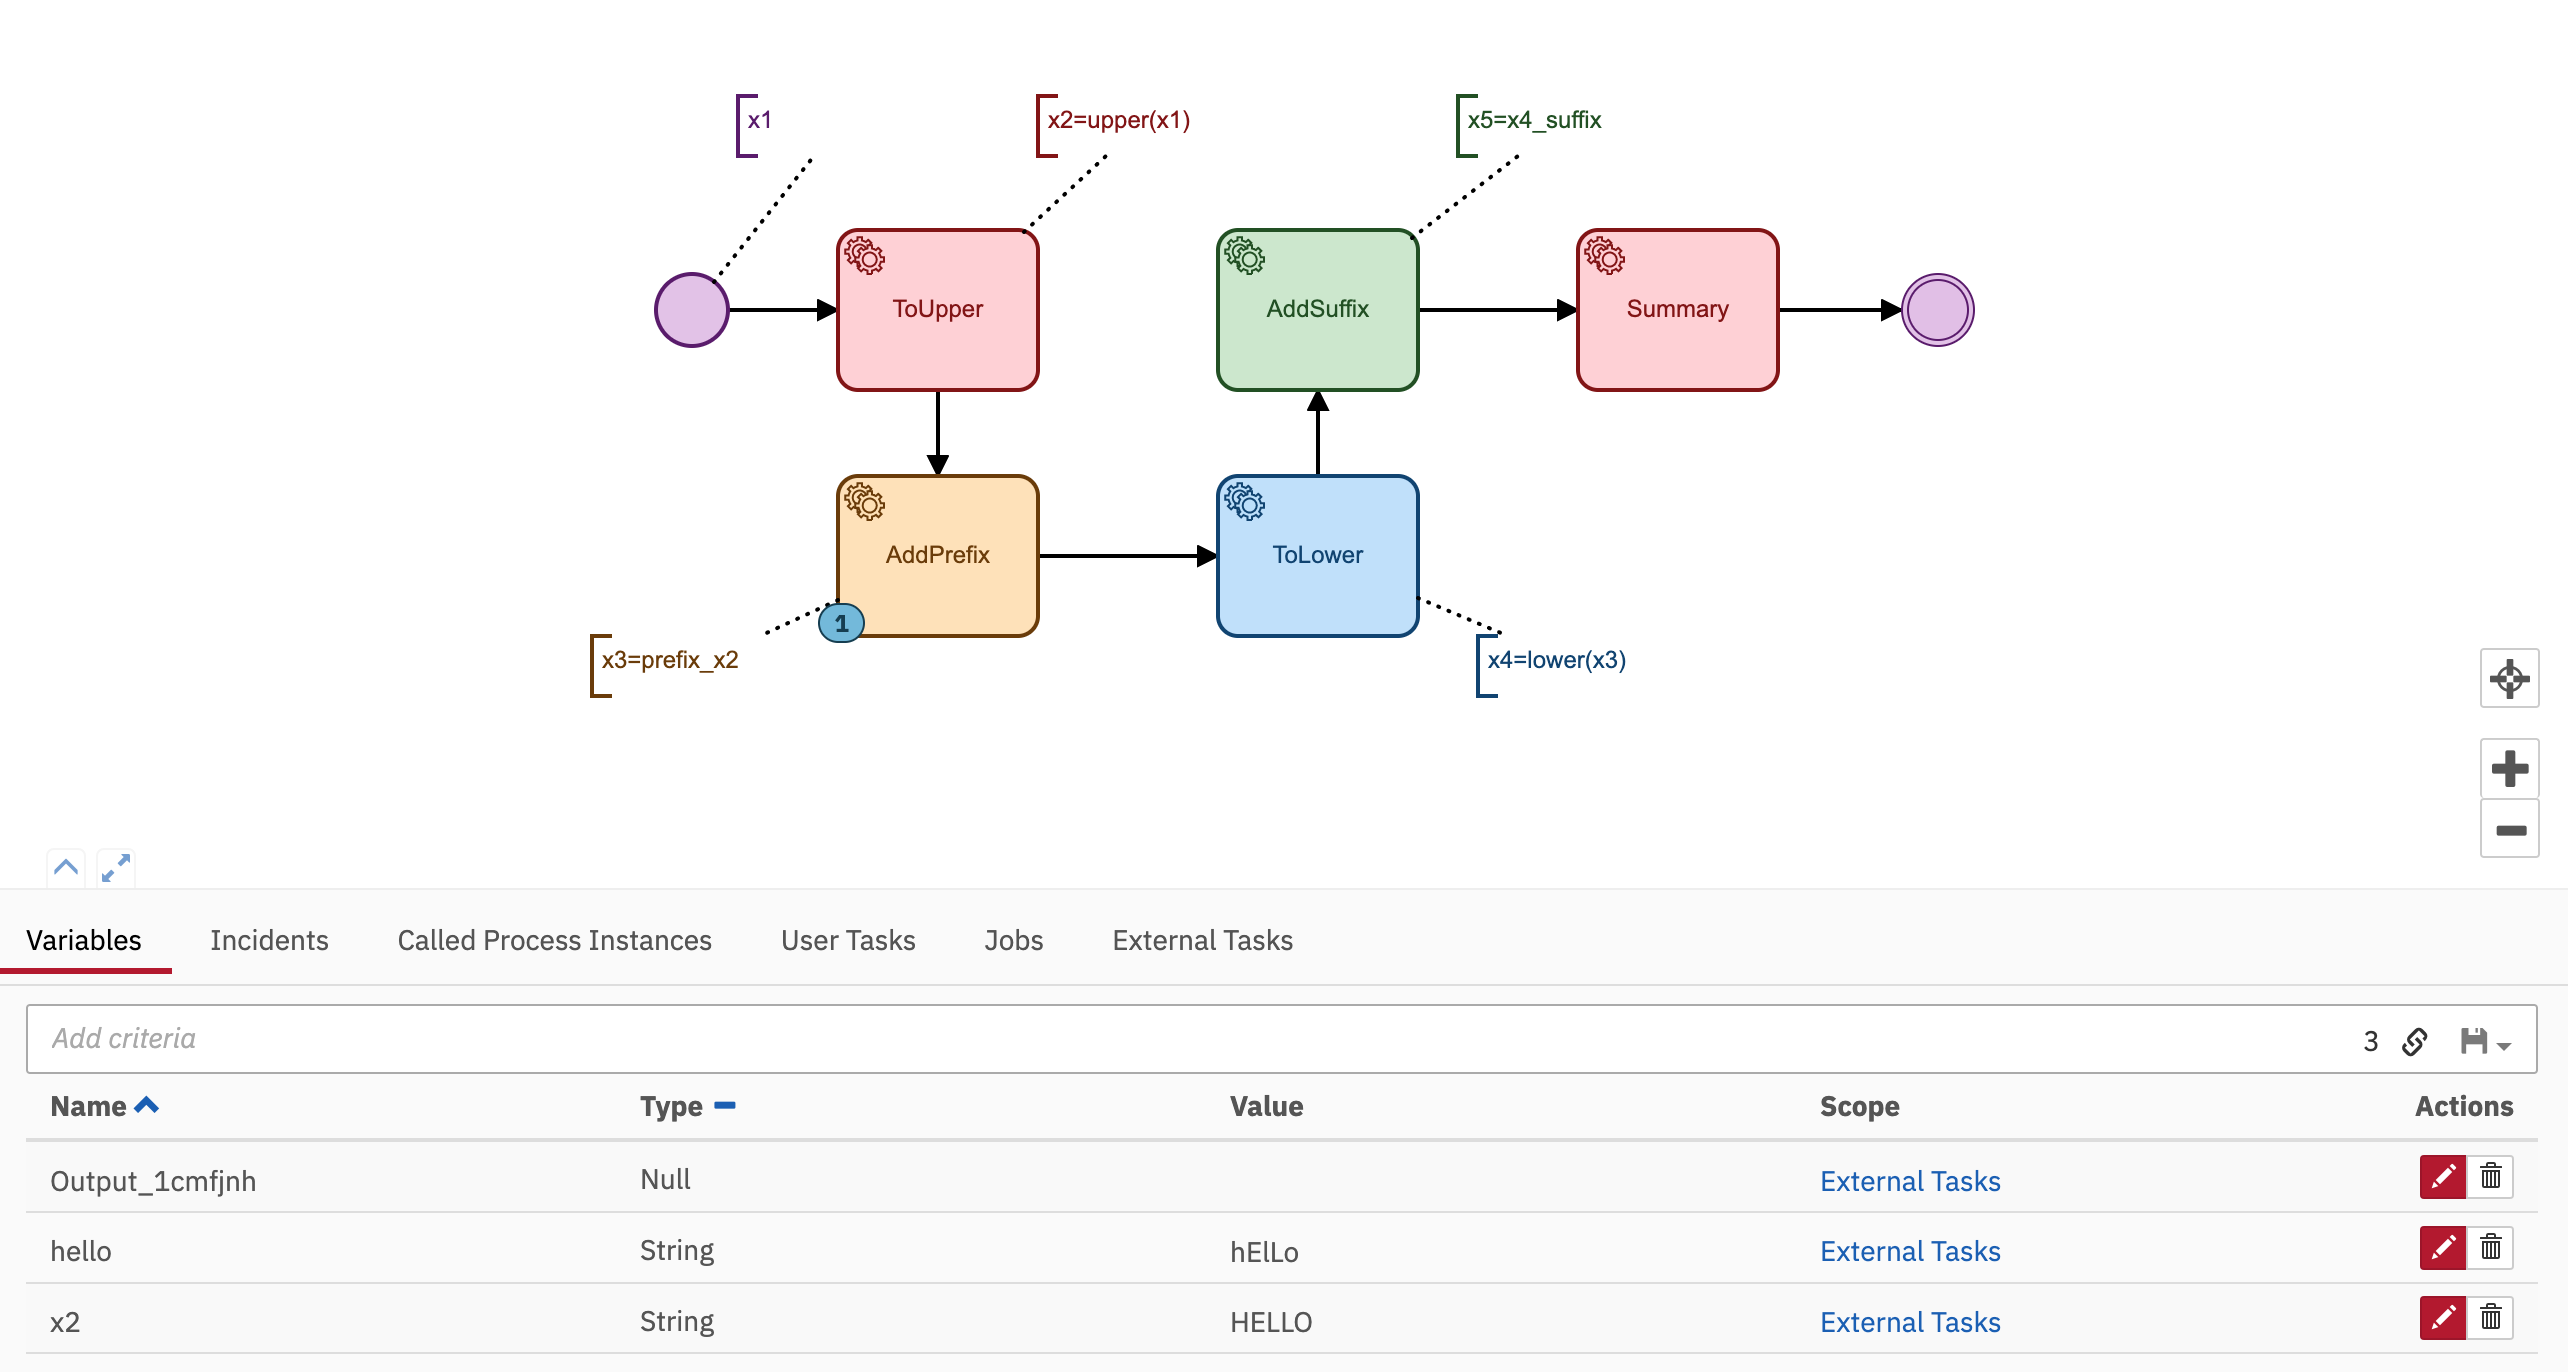 x1
x2=upper(x1)
x5=x4_suffix
ToUpper
AddSuffix
Summary
AddPrefix
ToLower
1
x3=prefix_x2
x4=lower(x3)
Variables Incidents Called Process Instances User Tasks Jobs External Tasks
Add criteria 3
Name Type Value Scope Actions
Output_1cmfjnh Null External Tasks
hello String hElLo External Tasks
x2 String HELLO External Tasks